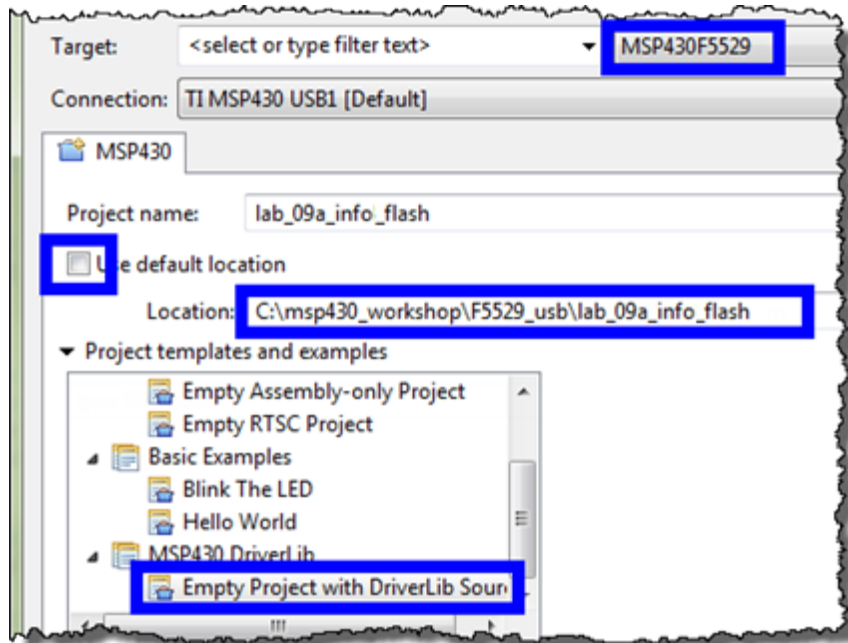 Target: <select or type filter text> MSP430F5529
Connection: TI MSP430 USB1 [Default]
MSP430
Project name: lab_09a_info_flash
Use default location
Location: C:\msp430_workshop\F5529_usb\lab_09a_info_flash
Project templates and examples
Empty Assembly-only Project
Empty RTSC Project
Basic Examples
Blink The LED
Hello World
MSP430 DriverLib
Empty Project with DriverLib Sour